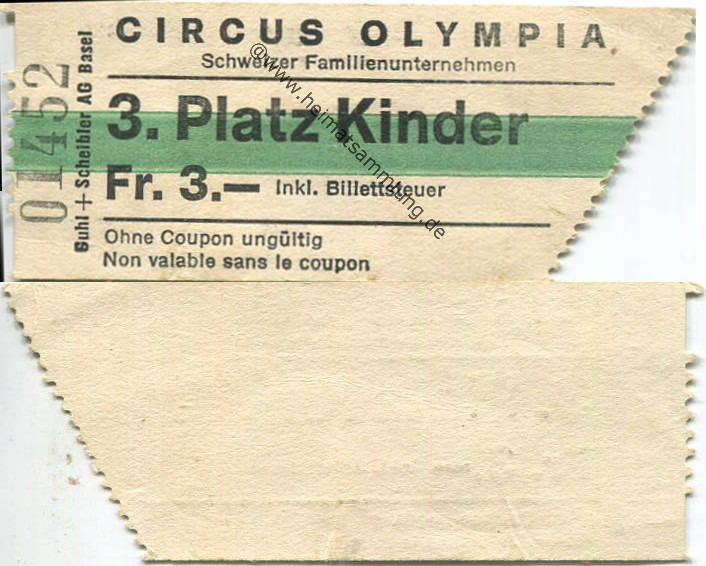 CIRCUS OLYMPIA
Schweizer Familienunternehmen
3. Platz Kinder
Fr. 3.— Inkl. Billettsteuer
Ohne Coupon ungültig
Non valable sans le coupon
01452
Guhl + Scheibler AG Basel
©www.heimatsammlung.de